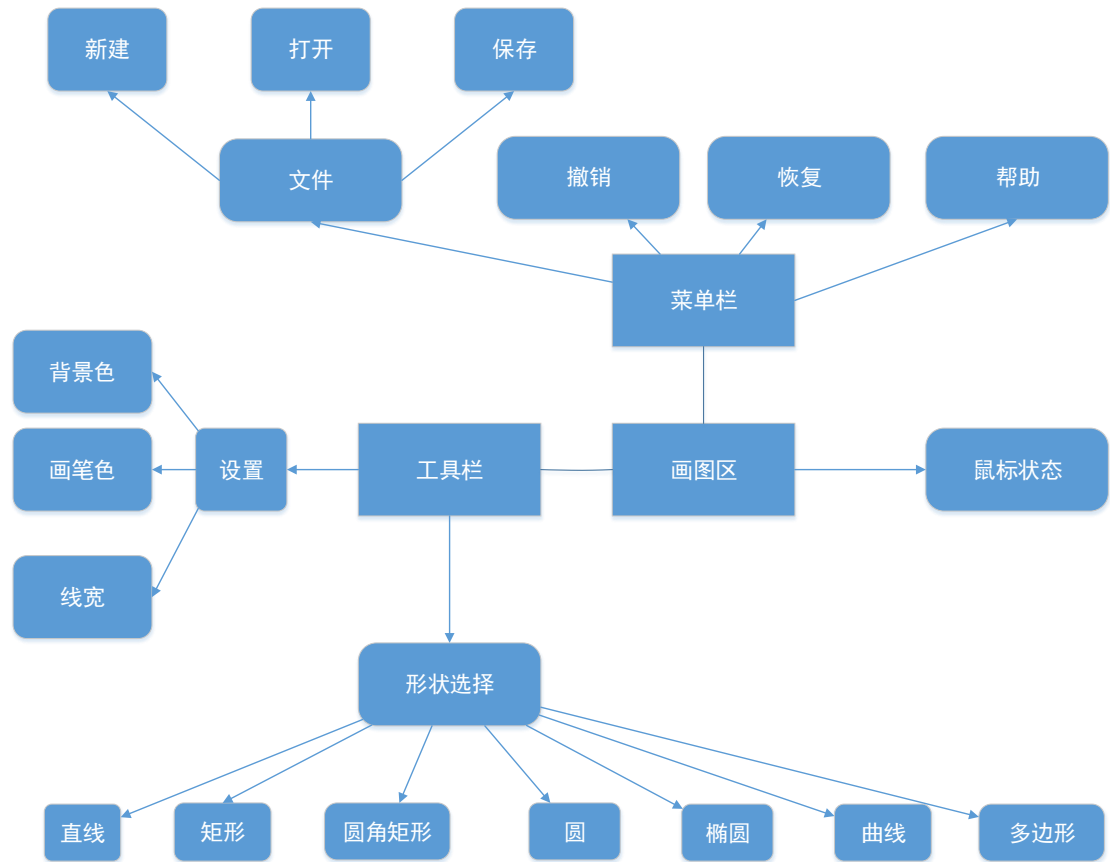 新建
打开
保存
文件
撤销
恢复
帮助
菜单栏
背景色
画笔色
设置
工具栏
画图区
鼠标状态
线宽
形状选择
直线
矩形
圆角矩形
圆
椭圆
曲线
多边形